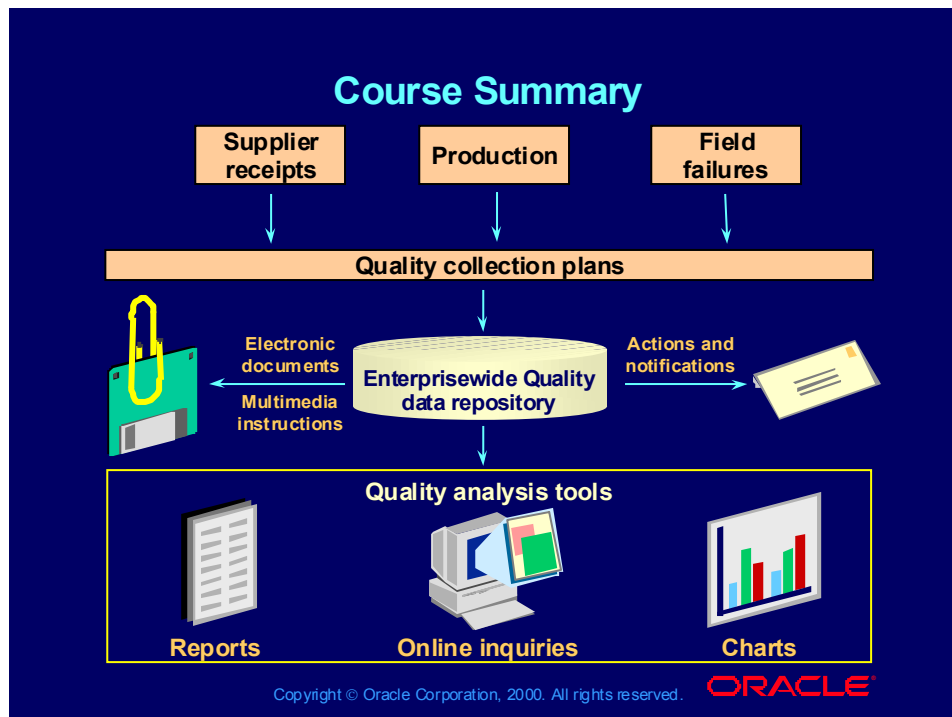 Course Summary
Supplier
receipts
Production
Field
failures
Quality collection plans
Electronic
documents
Multimedia
instructions
Enterprisewide Quality
data repository
Actions and
notifications
Quality analysis tools
Reports
Online inquiries
Charts
Copyright © Oracle Corporation, 2000. All rights reserved.
ORACLE®